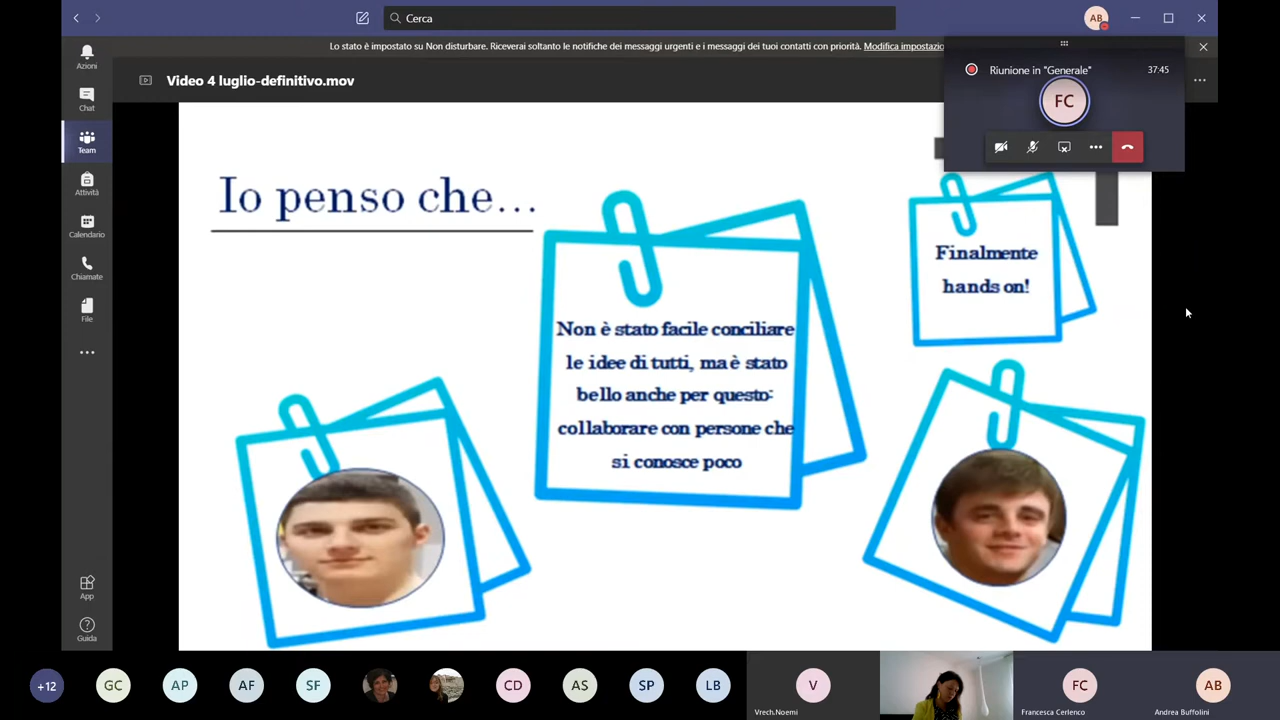 Cerca
AB
Lo stato è impostato su Non disturbare. Riceverai soltanto le notifiche dei messaggi urgenti e i messaggi dei tuoi contatti con priorità. Modifica impostazio
Azioni
Chat
Team
Attività
Calendario
Chiamate
File
App
Guida
Video 4 luglio-definitivo.mov
Riunione in "Generale"
37:45
FC
Io penso che...
Non è stato facile conciliare
le idee di tutti, ma è stato
bello anche per questo:
collaborare con persone che
si conosce poco
Finalmente
hands on!
+12
GC
AP
AF
SF
CD
AS
SP
LB
V
Vrech.Noemi
FC
Francesca Cerlenco
AB
Andrea Buffolini